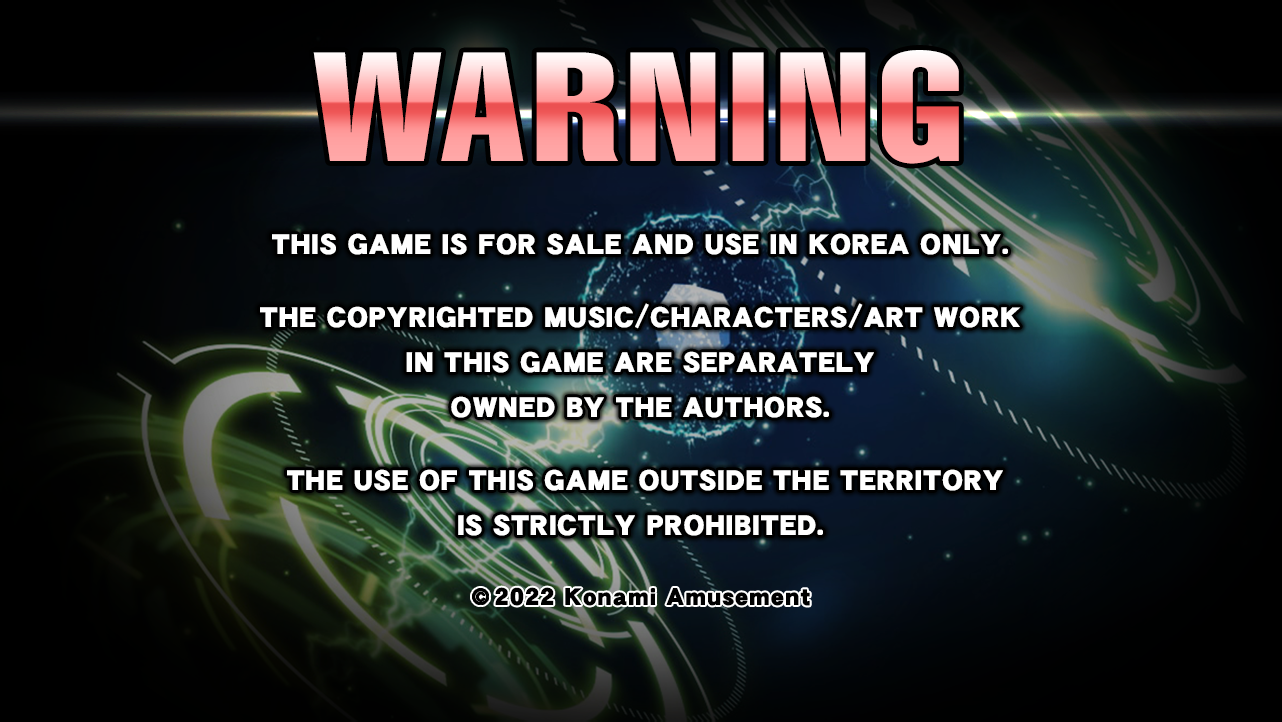 WARNING
THIS GAME IS FOR SALE AND USE IN KOREA ONLY.
THE COPYRIGHTED MUSIC/CHARACTERS/ART WORK
IN THIS GAME ARE SEPARATELY
OWNED BY THE AUTHORS.
THE USE OF THIS GAME OUTSIDE THE TERRITORY
IS STRICTLY PROHIBITED.
©2022 Konami Amusement